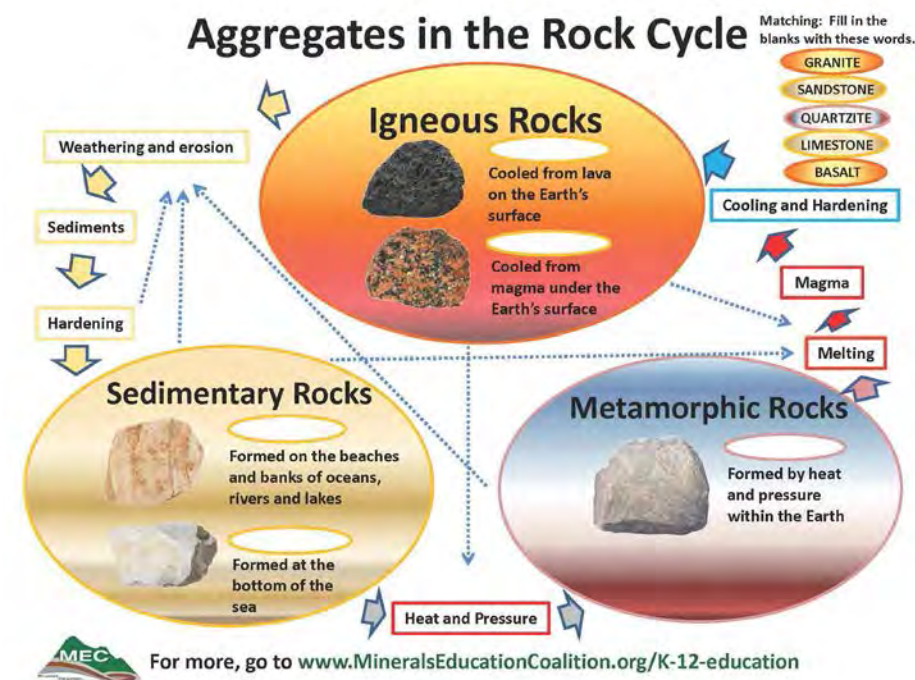 Aggregates in the Rock Cycle
Matching: Fill in the
blanks with these words.
GRANITE
SANDSTONE
QUARTZITE
LIMESTONE
BASALT
Igneous Rocks
Cooled from lava
on the Earth's
surface
Cooled from
magma under the
Earth's surface
Weathering and erosion
Sediments
Hardening
Cooling and Hardening
Magma
Melting
Sedimentary Rocks
Formed on the beaches
and banks of oceans,
rivers and lakes
Formed at the
bottom of the
sea
Metamorphic Rocks
Formed by heat
and pressure
within the Earth
Heat and Pressure
MEC
For more, go to www.MineralsEducationCoalition.org/K-12-education